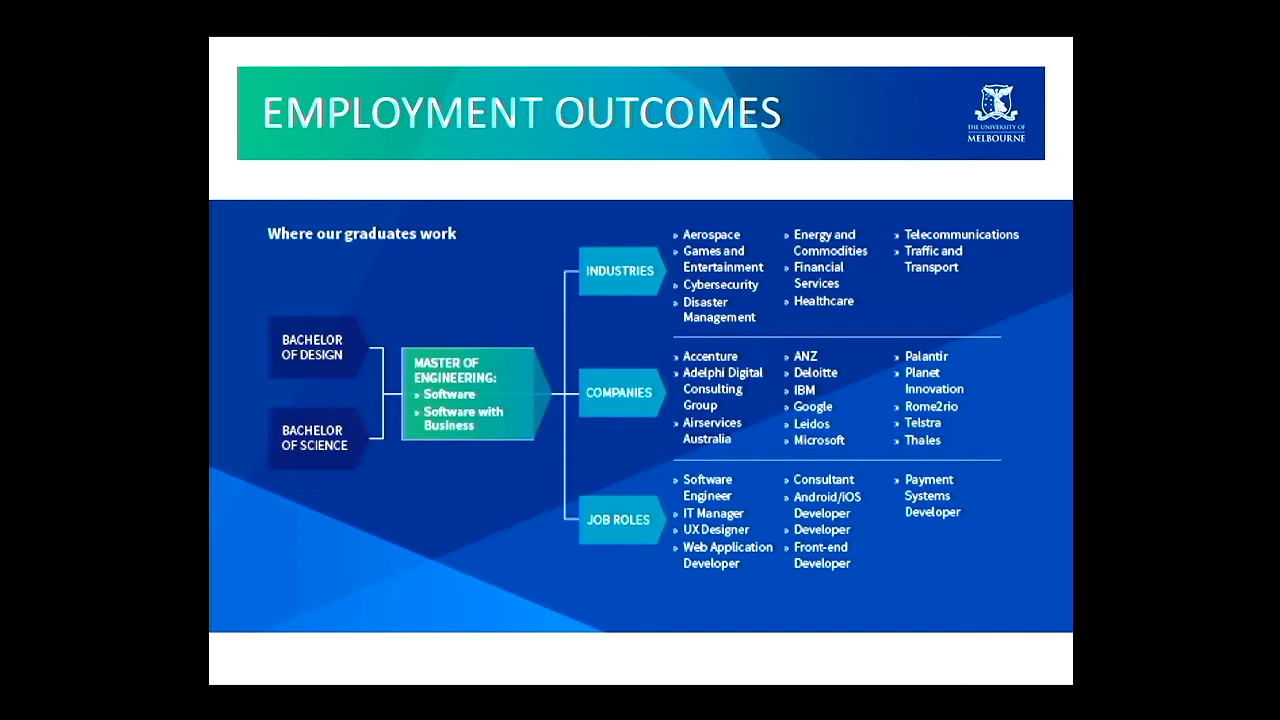 EMPLOYMENT OUTCOMES
THE UNIVERSITY OF
MELBOURNE
Where our graduates work
BACHELOR
OF DESIGN
BACHELOR
OF SCIENCE
MASTER OF
ENGINEERING:
» Software
» Software with
Business
INDUSTRIES
» Aerospace
» Games and
Entertainment
» Cybersecurity
» Disaster
Management
» Energy and
Commodities
» Financial
Services
» Healthcare
» Telecommunications
» Traffic and
Transport
COMPANIES
» Accenture
» Adelphi Digital
Consulting
Group
» Airservices
Australia
» ANZ
» Deloitte
» IBM
» Google
» Leidos
» Microsoft
» Palantir
» Planet
Innovation
» Rome2rio
» Telstra
» Thales
JOB ROLES
» Software
Engineer
» IT Manager
» UX Designer
» Web Application
Developer
» Consultant
» Android/iOS
Developer
» Developer
» Front-end
Developer
» Payment
Systems
Developer